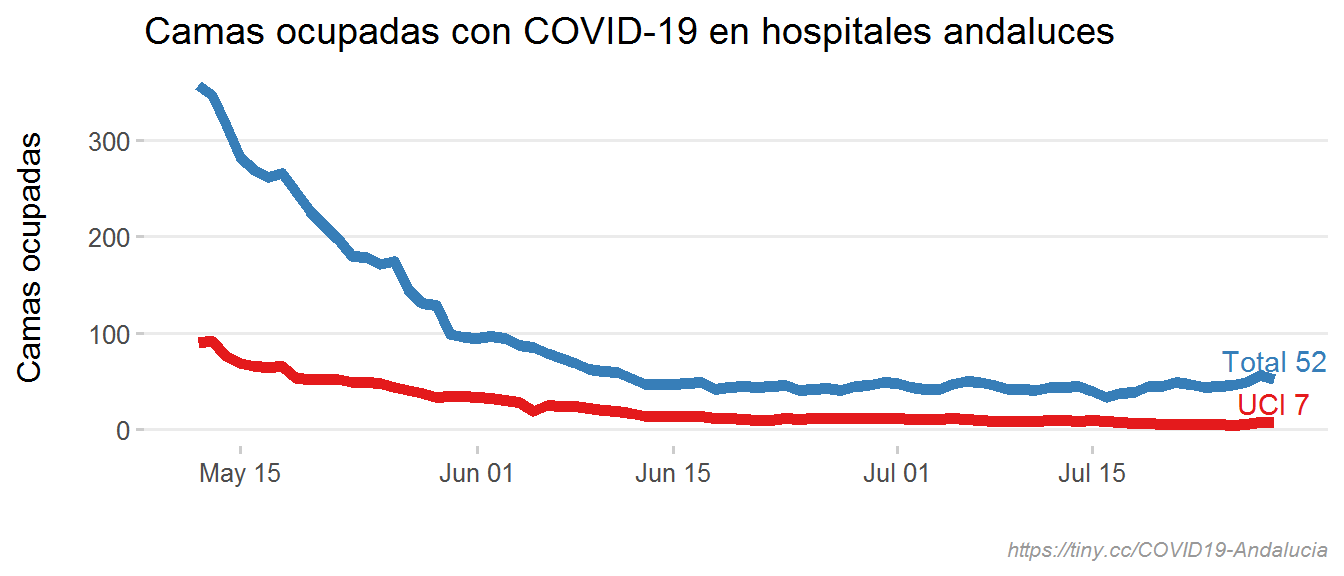 Camas ocupadas con COVID-19 en hospitales andaluces
Camas ocupadas
300
200
100
0
Total 52
UCI 7
May 15
Jun 01
Jun 15
Jul 01
Jul 15
https://tiny.cc/COVID19-Andalucia